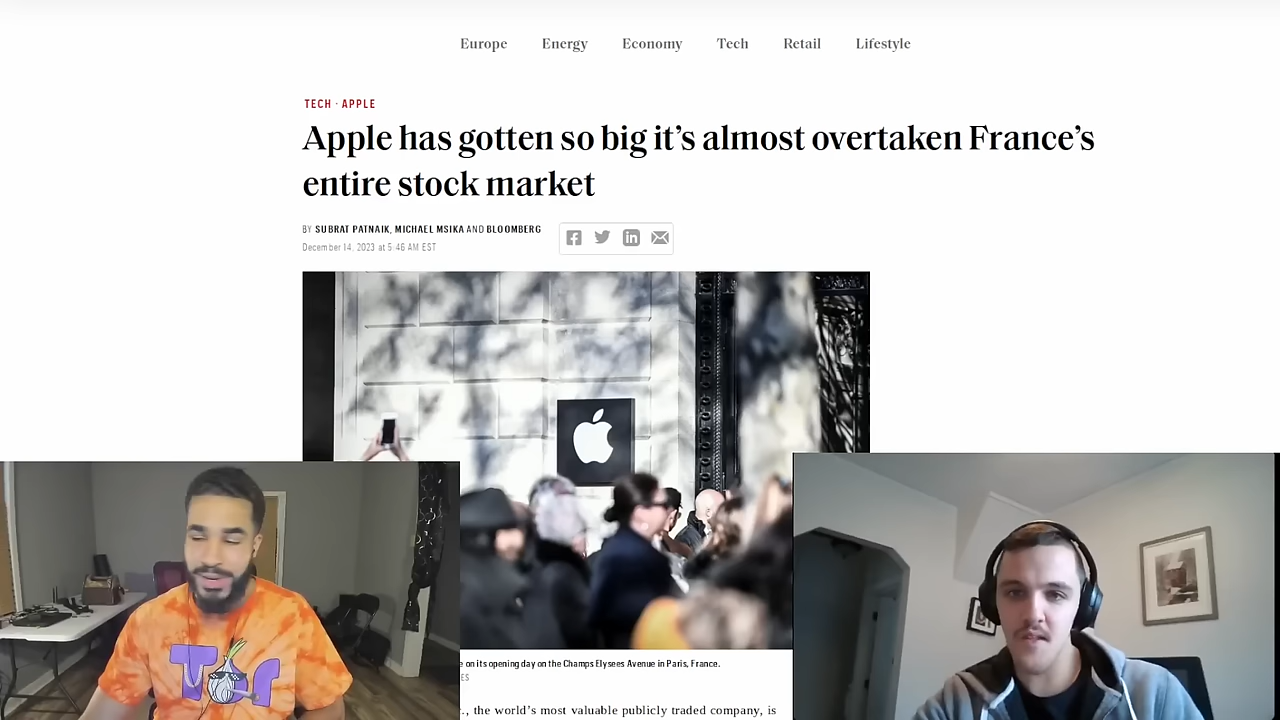 Europe Energy Economy Tech Retail Lifestyle
TECH · APPLE
Apple has gotten so big it’s almost overtaken France’s
entire stock market
BY SUBRAT PATNAIK, MICHAEL MSIKA AND BLOOMBERG
December 14, 2023 at 5:46 AM EST
on its opening day on the Champs Elysees Avenue in Paris, France.
ES
., the world’s most valuable publicly traded company, is
Tor